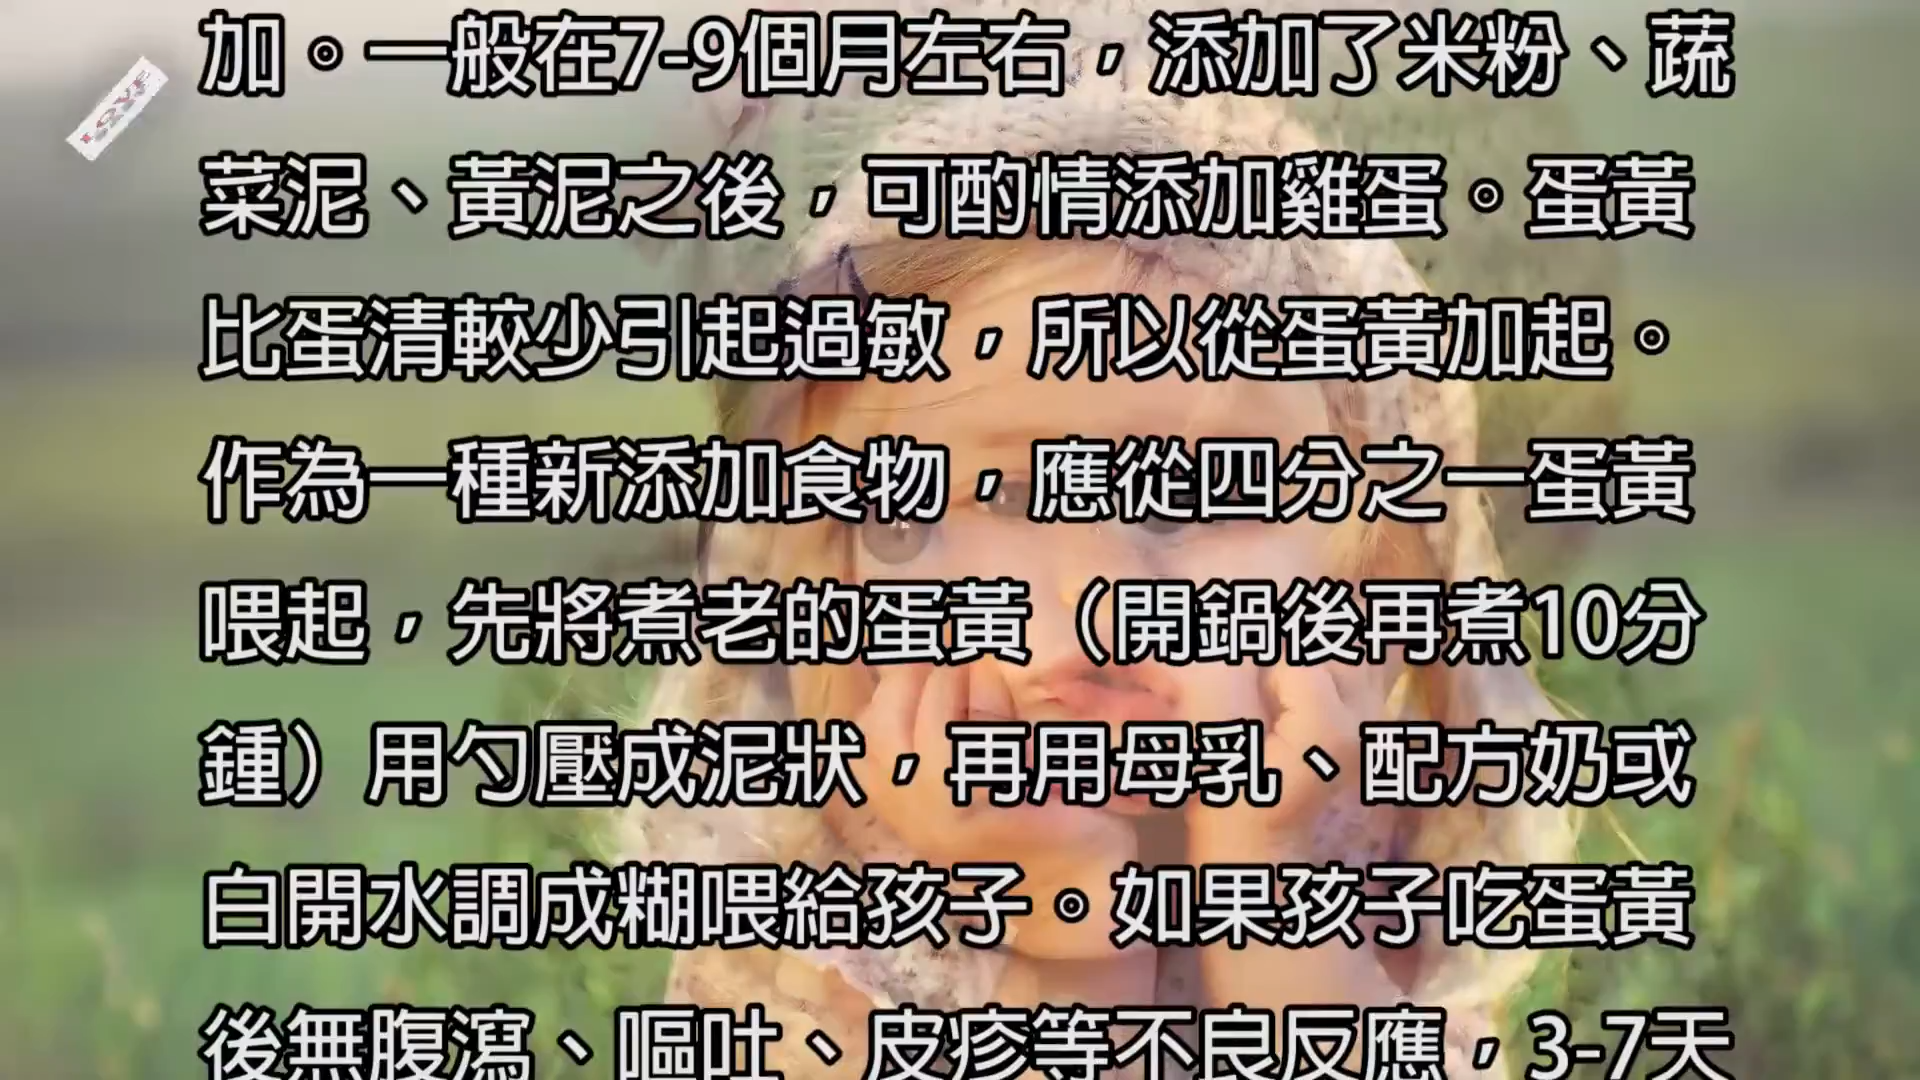 加。一般在7-9個月左右，添加了米粉、蔬
菜泥、黃泥之後，可酌情添加雞蛋。蛋黃
比蛋清較少引起過敏，所以從蛋黃加起。
作為一種新添加食物，應從四分之一蛋黃
喂起，先將煮老的蛋黃（開鍋後再煮10分
鍾）用勺壓成泥狀，再用母乳、配方奶或
白開水調成糊喂給孩子。如果孩子吃蛋黃
後無腹瀉、嘔吐、皮疹等不良反應，3-7天